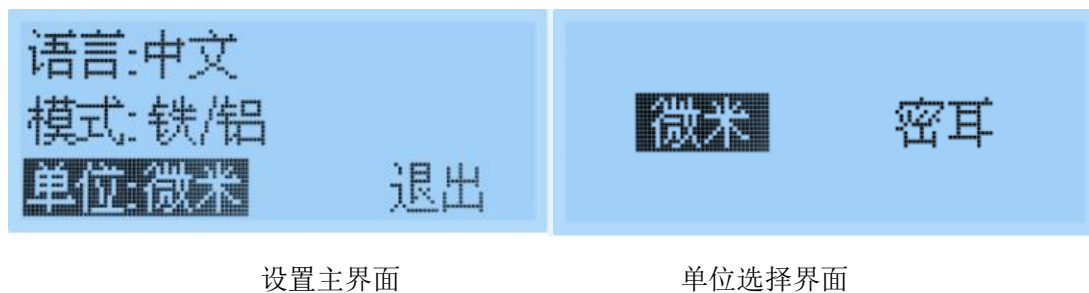 语言:中文
模式:铁/铝
单位:微米 退出
微米 密耳
设置主界面 单位选择界面